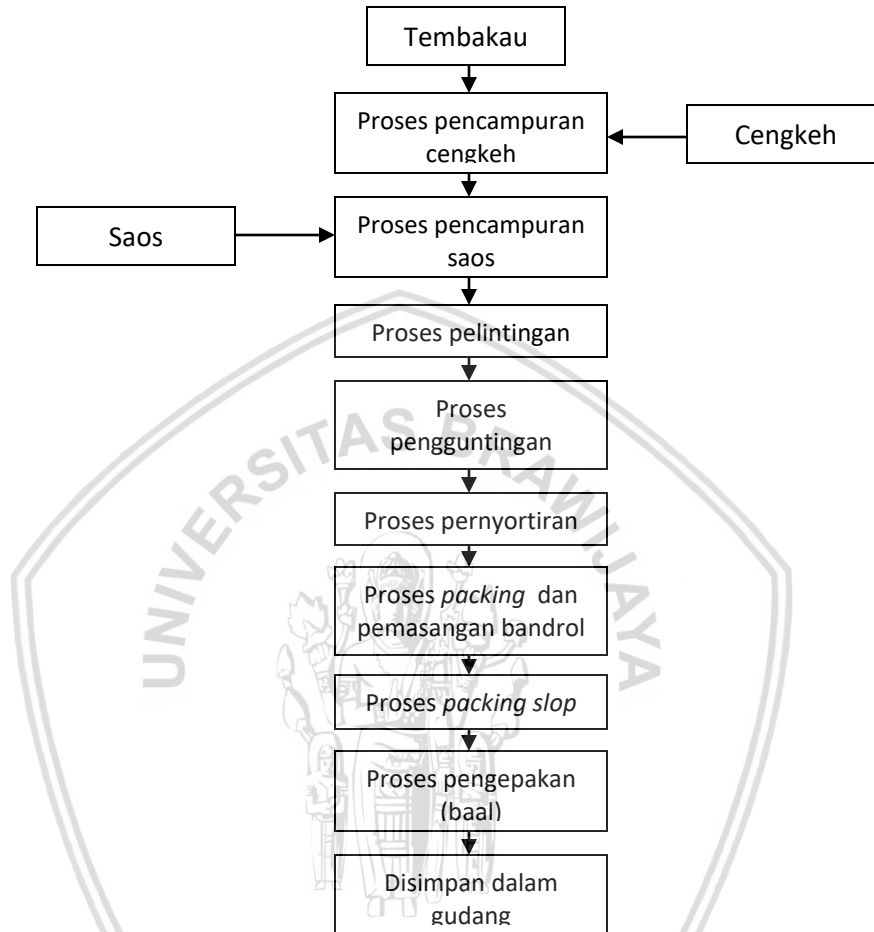 Tembakau
Proses pencampuran
cengkeh
Cengkeh
Saos
Proses pencampuran
saos
Proses pelintingan
Proses
pengguntingan
Proses pernyortiran
Proses packing dan
pemasangan bandrol
Proses packing slop
Proses pengepakan
(baal)
Disimpan dalam
gudang
UNIVERSITAS BRAWIJAYA